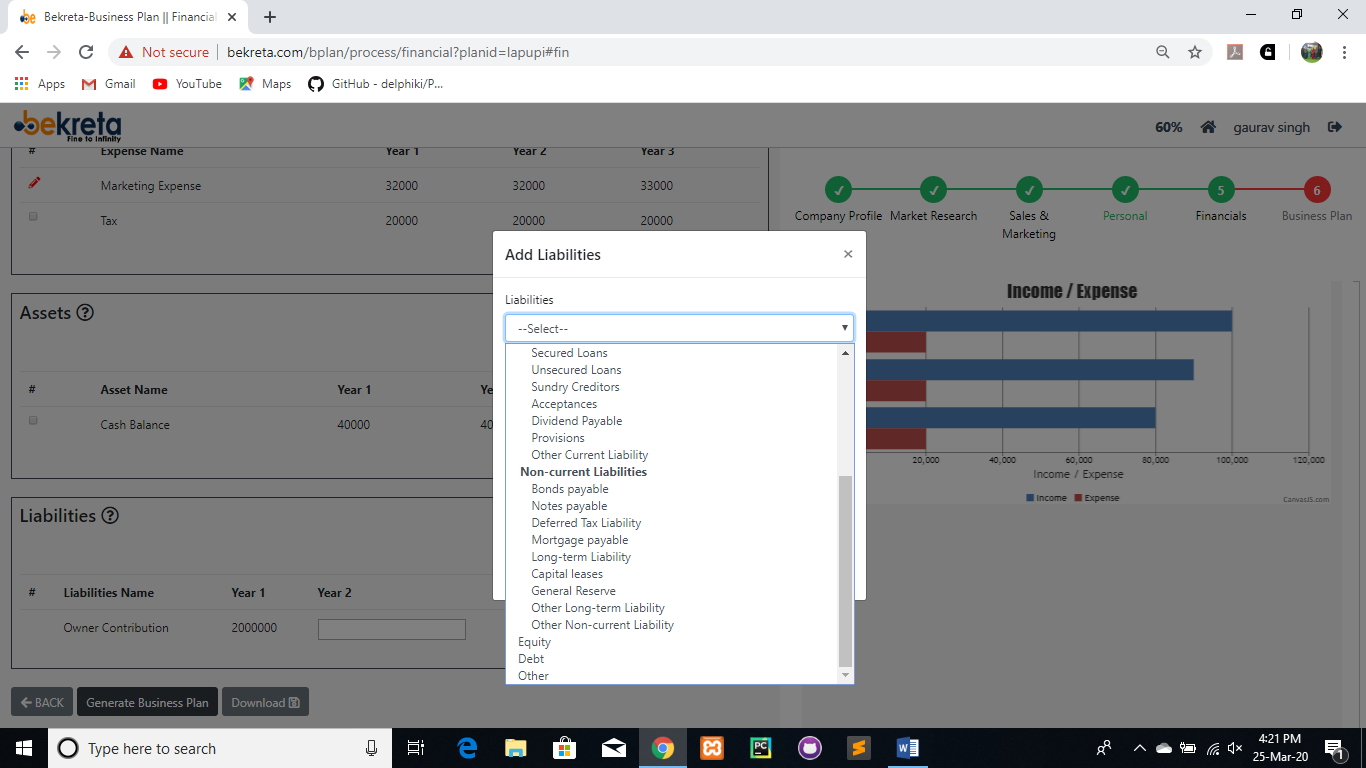 Bekreta-Business Plan || Financial
Not secure | bekreta.com/bplan/process/financial?planid=lapupi#fin
Apps Gmail YouTube Maps GitHub - delphiki/P...
bekreta
Fine to Infinity
60% gaurav singh
# Expense Name Year 1 Year 2 Year 3
Marketing Expense 32000 32000 33000
Tax 20000 20000 20000
✓ ✓ ✓ ✓ 5 6
Company Profile Market Research Sales & Personal Financials Business Plan
Marketing
Add Liabilities ×
Liabilities
--Select--
Secured Loans
Unsecured Loans
Sundry Creditors
Acceptances
Dividend Payable
Provisions
Other Current Liability
Non-current Liabilities
Bonds payable
Notes payable
Deferred Tax Liability
Mortgage payable
Long-term Liability
Capital leases
General Reserve
Other Long-term Liability
Other Non-current Liability
Equity
Debt
Other
Assets ?
# Asset Name Year 1
Cash Balance 40000
Liabilities ?
# Liabilities Name Year 1 Year 2
Owner Contribution 2000000
BACK Generate Business Plan Download
Income / Expense
20,000 40,000 60,000 80,000 100,000 120,000
Income / Expense
Income Expense
CanvasJS.com
Type here to search
4:21 PM
25-Mar-20
1